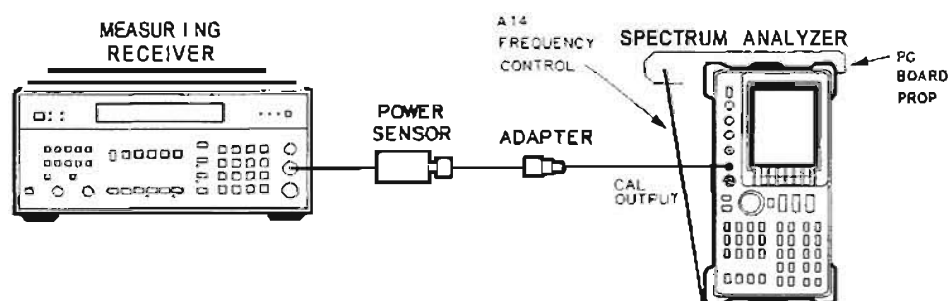 MEASURING
RECEIVER
POWER
SENSOR
ADAPTER
A14
FREQUENCY
CONTROL
SPECTRUM ANALYZER
PC
BOARD
PROP
CAL
OUTPUT